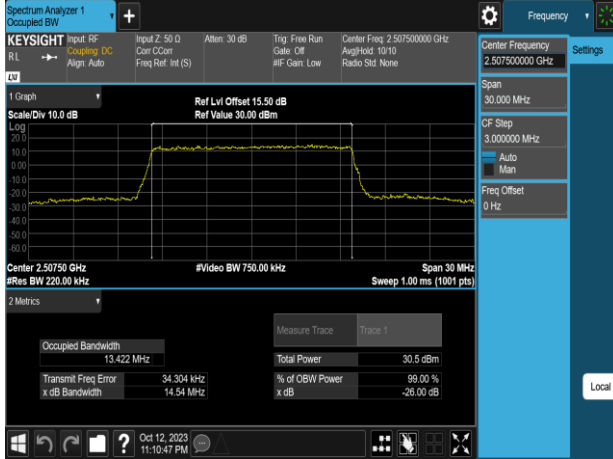 Spectrum Analyzer 1
Occupied BW
+
Frequency
KEYSIGHT
Input: RF
Input Z: 50 Ω
Atten: 30 dB
Trig: Free Run
Center Freq: 2.507500000 GHz
RL
Coupling: DC
Corr CCorr
Gate: Off
Avg|Hold: 10/10
Align: Auto
Freq Ref: Int (S)
#IF Gain: Low
Radio Std: None
LXI
Center Frequency
2.507500000 GHz
Settings
Span
30.000 MHz
CF Step
3.000000 MHz
Auto
Man
Freq Offset
0 Hz
Local
1 Graph
Ref Lvl Offset 15.50 dB
Scale/Div 10.0 dB
Ref Value 30.00 dBm
Log
20.0
10.0
0.00
-10.0
-20.0
-30.0
-40.0
-50.0
-60.0
Center 2.50750 GHz
#Video BW 750.00 kHz
Span 30 MHz
#Res BW 220.00 kHz
Sweep 1.00 ms (1001 pts)
2 Metrics
Measure Trace
Trace 1
Occupied Bandwidth
13.422 MHz
Total Power
30.5 dBm
Transmit Freq Error
34.304 kHz
% of OBW Power
99.00 %
x dB Bandwidth
14.54 MHz
x dB
-26.00 dB
?
Oct 12, 2023
11:10:47 PM